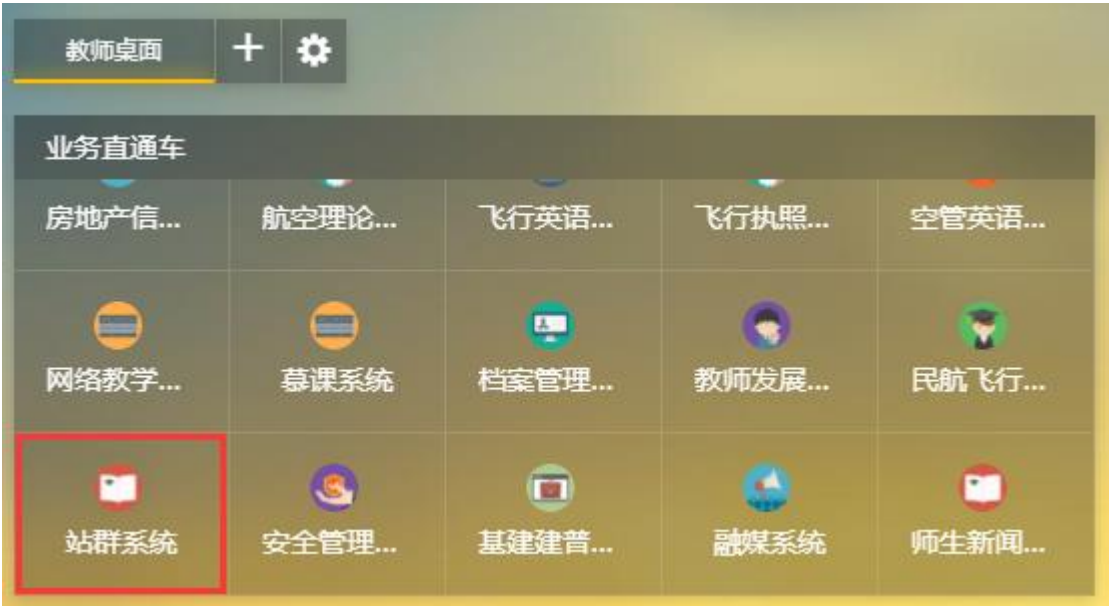 教师桌面
业务直通车
房地产信... 航空理论... 飞行英语... 飞行执照... 空管英语...
网络教学... 慕课系统 档案管理... 教师发展... 民航飞行...
站群系统 安全管理... 基建建普... 融媒系统 师生新闻...